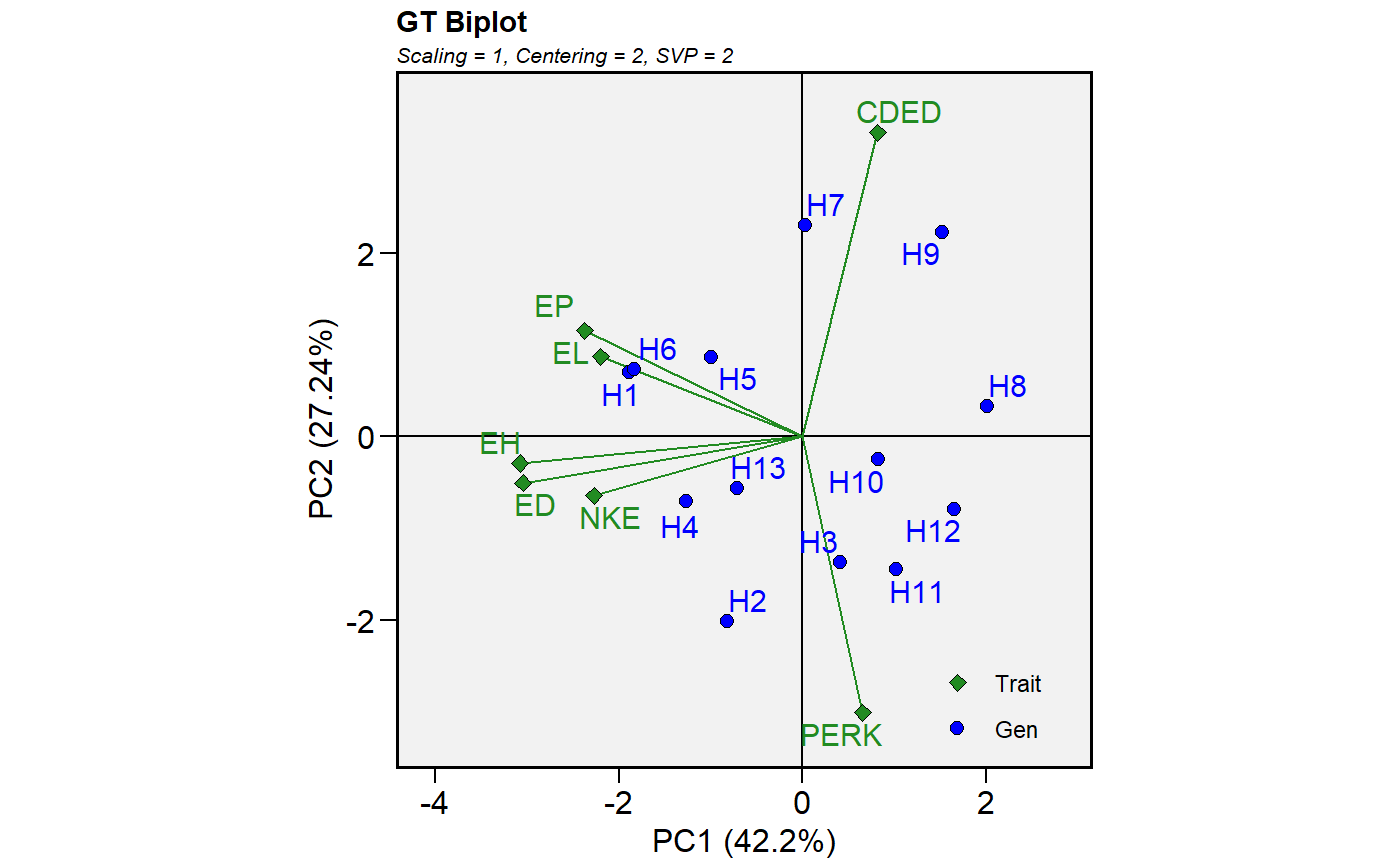 GT Biplot
Scaling = 1, Centering = 2, SVP = 2
CDED
H7
H9
2
EP
H6
EL
H5
H1
H8
0
EH
H13
H10
ED
NKE
H4
H12
H3
H11
H2
-2
Trait
PERK
Gen
-4 -2 0 2
PC1 (42.2%)
PC2 (27.24%)